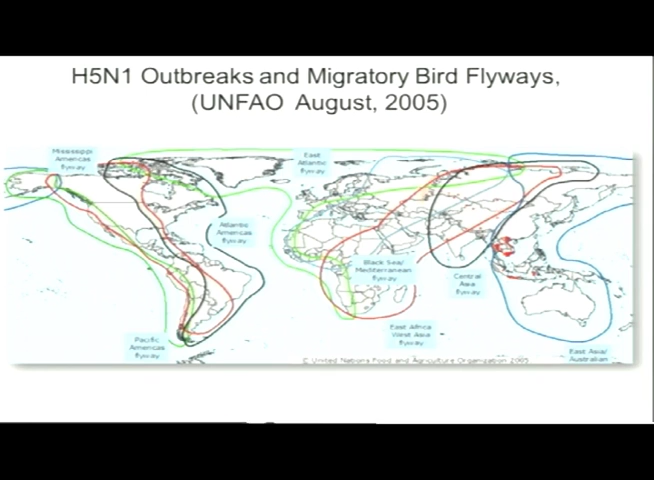 H5N1 Outbreaks and Migratory Bird Flyways,
(UNFAO August, 2005)
Mississippi
Americas
flyway
East
Atlantic
flyway
Atlantic
Americas
flyway
Black Sea/
Mediterranean
flyway
Central
Asia
flyway
East Africa
West Asia
flyway
Pacific
Americas
flyway
East Asia/
Australian
© United Nations Food and Agriculture Organization 2005